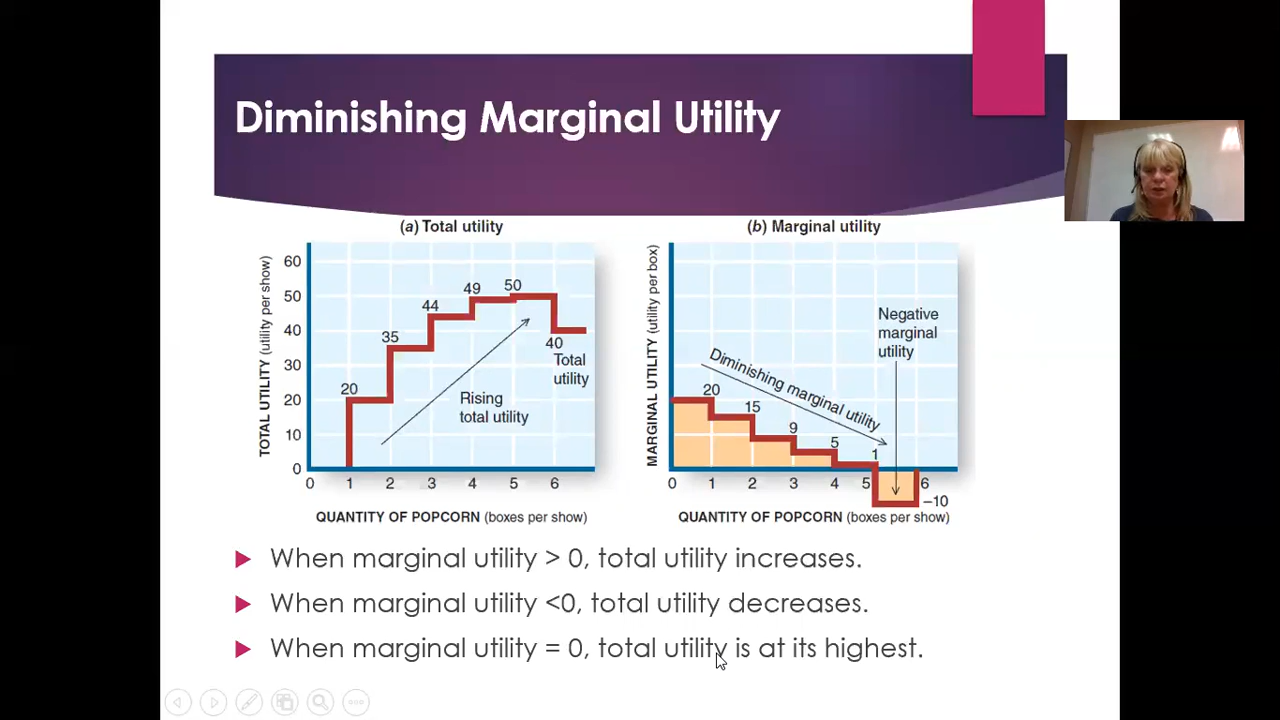 Diminishing Marginal Utility
(a) Total utility
TOTAL UTILITY (utility per show)
60
50
40
30
20
10
0
20
35
44
49
50
40
Total
utility
Rising
total utility
0 1 2 3 4 5 6
QUANTITY OF POPCORN (boxes per show)
(b) Marginal utility
MARGINAL UTILITY (utility per box)
Negative
marginal
utility
Diminishing marginal utility
20
15
9
5
1
0 1 2 3 4 5 6
–10
QUANTITY OF POPCORN (boxes per show)
When marginal utility > 0, total utility increases.
When marginal utility <0, total utility decreases.
When marginal utility = 0, total utility is at its highest.